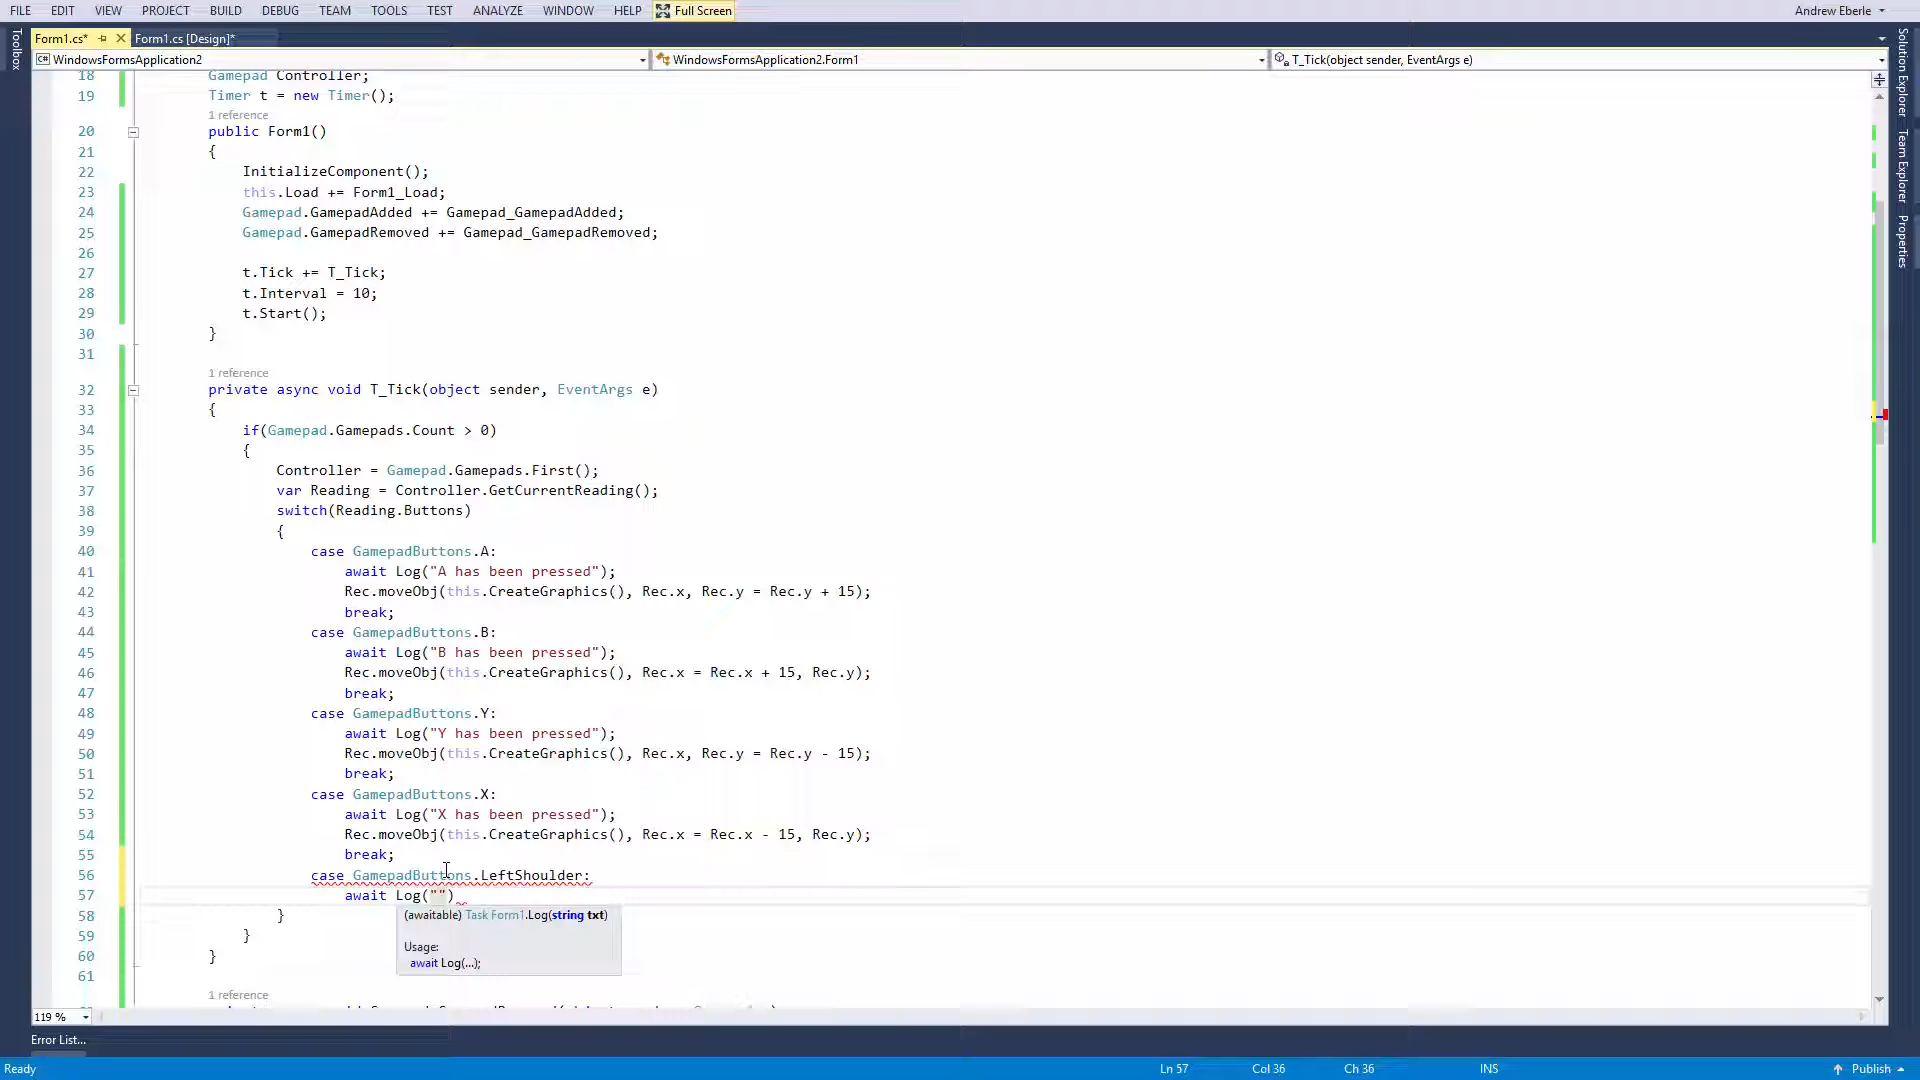 FILE EDIT VIEW PROJECT BUILD DEBUG TEAM TOOLS TEST ANALYZE WINDOW HELP Full Screen Andrew Eberle
Form1.cs* Form1.cs [Design]*
WindowsFormsApplication2 WindowsFormsApplication2.Form1 T_Tick(object sender, EventArgs e)
Toolbox
Solution Explorer
Team Explorer
Properties
18 Gamepad Controller;
19 Timer t = new Timer();
1 reference
20 public Form1()
21 {
22 InitializeComponent();
23 this.Load += Form1_Load;
24 Gamepad.GamepadAdded += Gamepad_GamepadAdded;
25 Gamepad.GamepadRemoved += Gamepad_GamepadRemoved;
26
27 t.Tick += T_Tick;
28 t.Interval = 10;
29 t.Start();
30 }
31
1 reference
32 private async void T_Tick(object sender, EventArgs e)
33 {
34 if(Gamepad.Gamepads.Count > 0)
35 {
36 Controller = Gamepad.Gamepads.First();
37 var Reading = Controller.GetCurrentReading();
38 switch(Reading.Buttons)
39 {
40 case GamepadButtons.A:
41 await Log("A has been pressed");
42 Rec.moveObj(this.CreateGraphics(), Rec.x, Rec.y = Rec.y + 15);
43 break;
44 case GamepadButtons.B:
45 await Log("B has been pressed");
46 Rec.moveObj(this.CreateGraphics(), Rec.x = Rec.x + 15, Rec.y);
47 break;
48 case GamepadButtons.Y:
49 await Log("Y has been pressed");
50 Rec.moveObj(this.CreateGraphics(), Rec.x, Rec.y = Rec.y - 15);
51 break;
52 case GamepadButtons.X:
53 await Log("X has been pressed");
54 Rec.moveObj(this.CreateGraphics(), Rec.x = Rec.x - 15, Rec.y);
55 break;
56 case GamepadButtons.LeftShoulder:
57 await Log("")
(awaitable) Task Form1.Log(string txt)
Usage:
await Log(...);
58 }
59 }
60 }
61
1 reference
119 %
Error List...
Ready Ln 57 Col 36 Ch 36 INS Publish